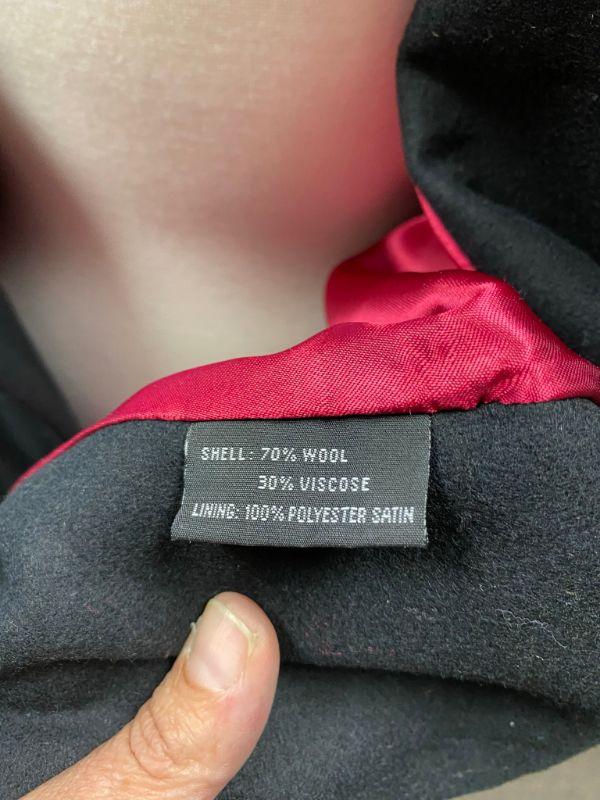 SHELL: 70% WOOL
30% VISCOSE
LINING: 100% POLYESTER SATIN